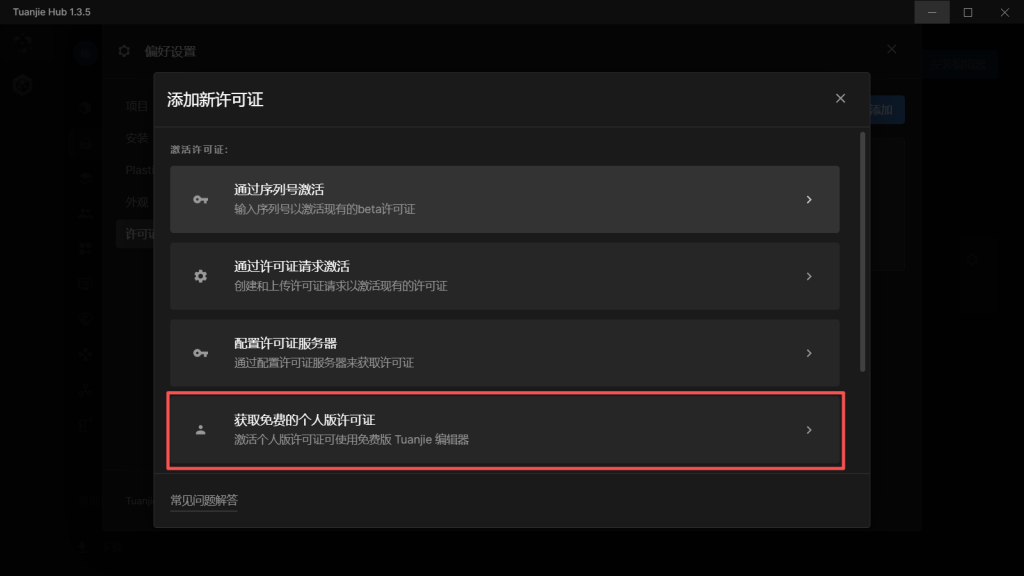 Tuanjie Hub 1.3.5
偏好设置
项目
安装
Plasti
外观
许可证
添加
添加新许可证
激活许可证:
通过序列号激活
输入序列号以激活现有的beta许可证
通过许可证请求激活
创建和上传许可证请求以激活现有的许可证
配置许可证服务器
通过配置许可证服务器来获取许可证
获取免费的个人版许可证
激活个人版许可证可使用免费版 Tuanjie 编辑器
常见问题解答
Tuanjie